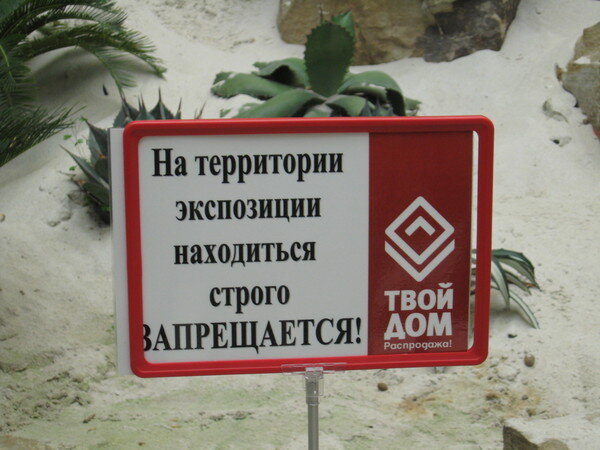 На территории
экспозиции
находиться
строго
ЗАПРЕЩАЕТСЯ!
ТВОЙ
ДОМ
Распродажа!